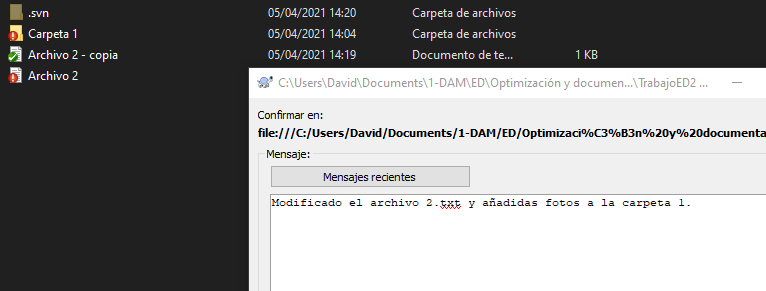 .svn 05/04/2021 14:20 Carpeta de archivos
Carpeta 1 05/04/2021 14:04 Carpeta de archivos
Archivo 2 - copia 05/04/2021 14:19 Documento de te... 1 KB
Archivo 2
C:\Users\David\Documents\1-DAM\ED\Optimización y documen...\TrabajoED2 ...
Confirmar en:
file:///C:/Users/David/Documents/1-DAM/ED/Optimizaci%C3%B3n%20y%20documenta
Mensaje:
Mensajes recientes
Modificado el archivo 2.txt y añadidas fotos a la carpeta 1.